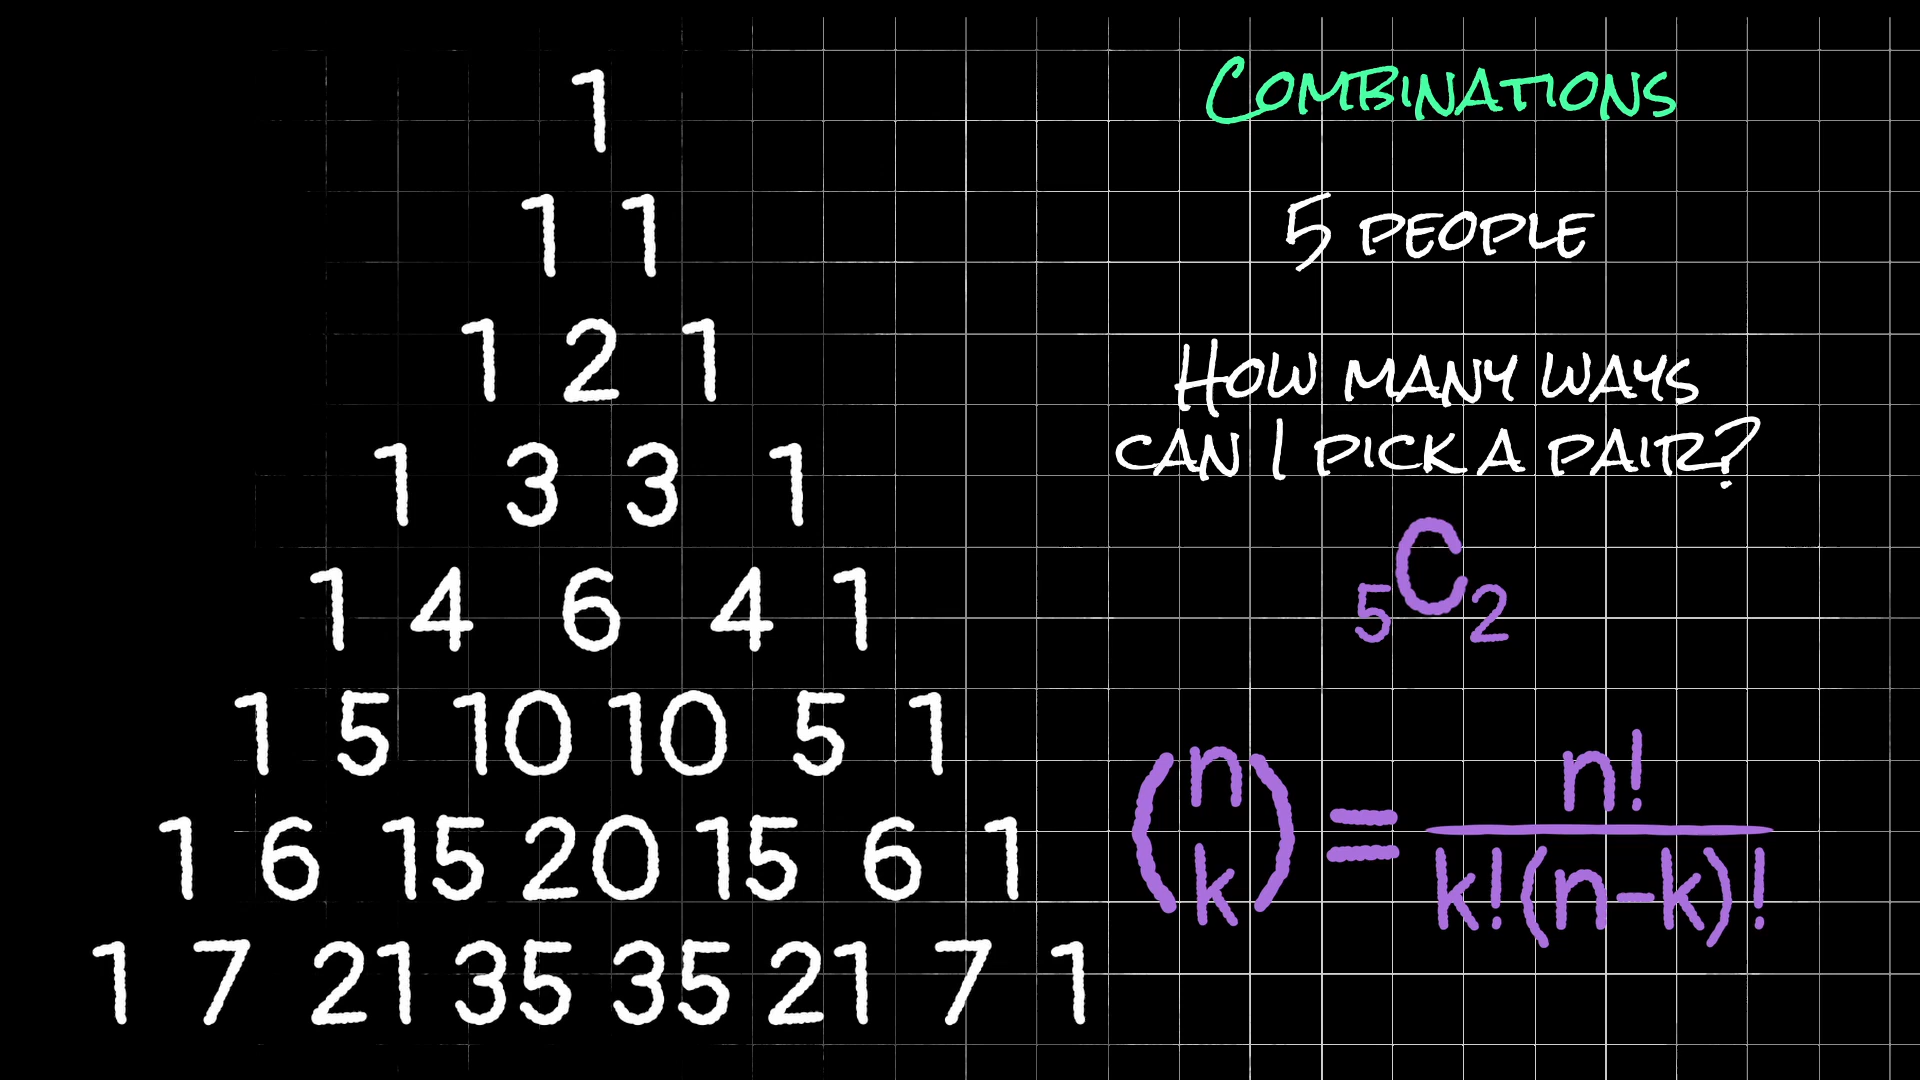 1
1 1
1 2 1
1 3 3 1
1 4 6 4 1
1 5 10 10 5 1
1 6 15 20 15 6 1
1 7 21 35 35 21 7 1
COMBINATIONS
5 PEOPLE
HOW MANY WAYS
CAN I PICK A PAIR?
₅C₂
(n k) = n! / k!(n-k)!